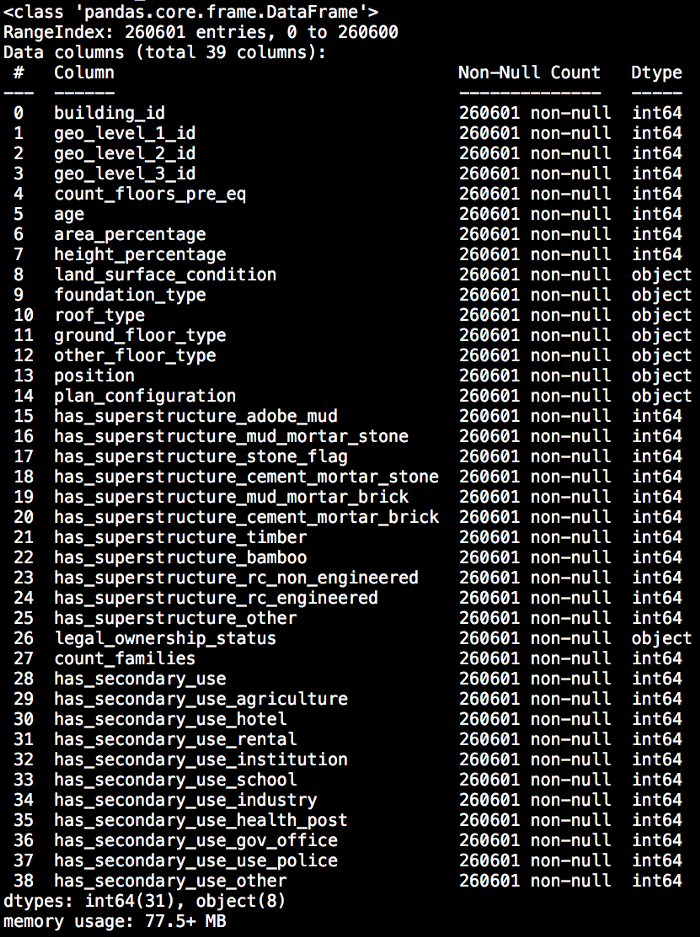 <class 'pandas.core.frame.DataFrame'>
RangeIndex: 260601 entries, 0 to 260600
Data columns (total 39 columns):
 #   Column                                  Non-Null Count   Dtype
---  ------                                  --------------   -----
 0   building_id                             260601 non-null  int64
 1   geo_level_1_id                          260601 non-null  int64
 2   geo_level_2_id                          260601 non-null  int64
 3   geo_level_3_id                          260601 non-null  int64
 4   count_floors_pre_eq                     260601 non-null  int64
 5   age                                     260601 non-null  int64
 6   area_percentage                         260601 non-null  int64
 7   height_percentage                       260601 non-null  int64
 8   land_surface_condition                  260601 non-null  object
 9   foundation_type                         260601 non-null  object
 10  roof_type                               260601 non-null  object
 11  ground_floor_type                       260601 non-null  object
 12  other_floor_type                        260601 non-null  object
 13  position                                260601 non-null  object
 14  plan_configuration                      260601 non-null  object
 15  has_superstructure_adobe_mud            260601 non-null  int64
 16  has_superstructure_mud_mortar_stone     260601 non-null  int64
 17  has_superstructure_stone_flag           260601 non-null  int64
 18  has_superstructure_cement_mortar_stone  260601 non-null  int64
 19  has_superstructure_mud_mortar_brick     260601 non-null  int64
 20  has_superstructure_cement_mortar_brick  260601 non-null  int64
 21  has_superstructure_timber               260601 non-null  int64
 22  has_superstructure_bamboo               260601 non-null  int64
 23  has_superstructure_rc_non_engineered    260601 non-null  int64
 24  has_superstructure_rc_engineered        260601 non-null  int64
 25  has_superstructure_other                260601 non-null  int64
 26  legal_ownership_status                  260601 non-null  object
 27  count_families                          260601 non-null  int64
 28  has_secondary_use                       260601 non-null  int64
 29  has_secondary_use_agriculture           260601 non-null  int64
 30  has_secondary_use_hotel                 260601 non-null  int64
 31  has_secondary_use_rental                260601 non-null  int64
 32  has_secondary_use_institution           260601 non-null  int64
 33  has_secondary_use_school                260601 non-null  int64
 34  has_secondary_use_industry              260601 non-null  int64
 35  has_secondary_use_health_post           260601 non-null  int64
 36  has_secondary_use_gov_office            260601 non-null  int64
 37  has_secondary_use_use_police            260601 non-null  int64
 38  has_secondary_use_other                 260601 non-null  int64
dtypes: int64(31), object(8)
memory usage: 77.5+ MB